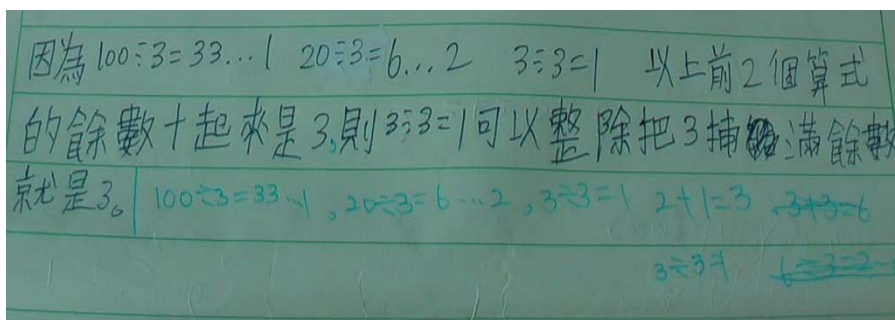 因為100÷3=33...1 20÷3=6...2 3÷3=1 以上前2個算式
的餘數十起來是3,則3÷3=1可以整除把3捕滿餘數
就是3。 100÷3=33...1，20÷3=6...2，3÷3=1 2+1=3 3+3=6
3÷3=1 6÷3=2